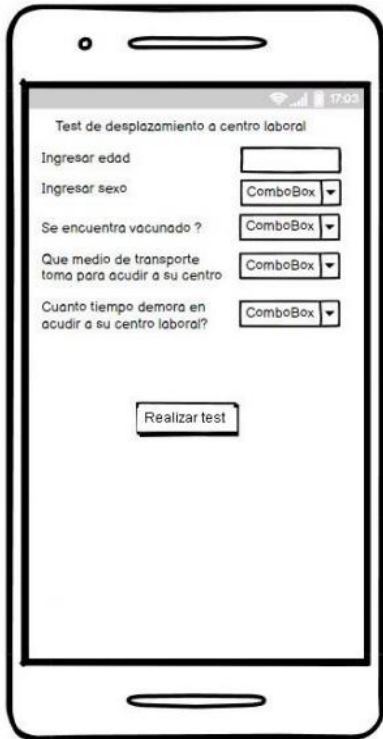 17:03
Test de desplazamiento a centro laboral
Ingresar edad
Ingresar sexo
ComboBox
Se encuentra vacunado ?
ComboBox
Que medio de transporte
toma para acudir a su centro
ComboBox
Cuanto tiempo demora en
acudir a su centro laboral?
ComboBox
Realizar test